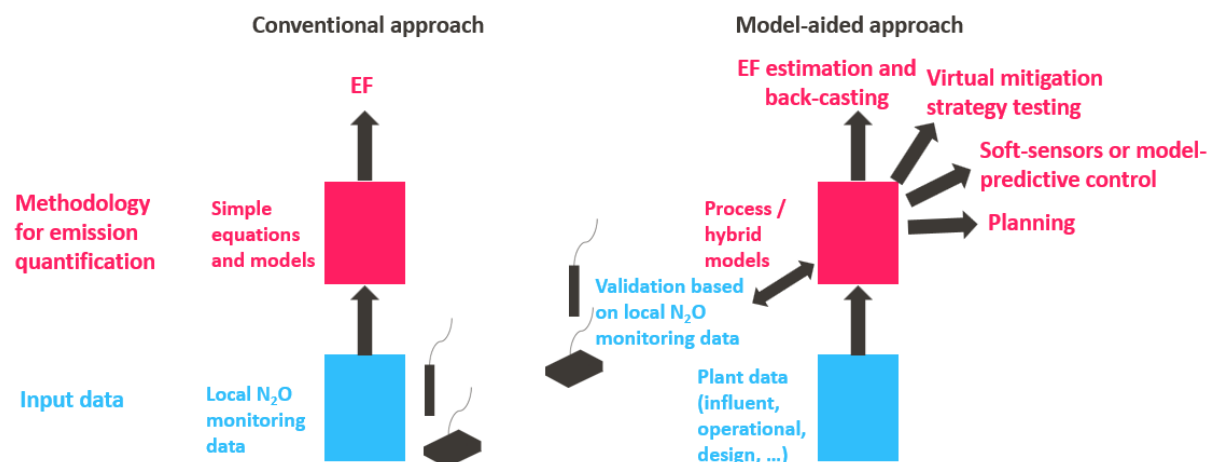 Conventional approach
Model-aided approach
EF
EF estimation and
back-casting
Virtual mitigation
strategy testing
Soft-sensors or model-
predictive control
Planning
Methodology
for emission
quantification
Simple
equations
and models
Process /
hybrid
models
Validation based
on local N₂O
monitoring data
Input data
Local N₂O
monitoring
data
Plant data
(influent,
operational,
design, ...)